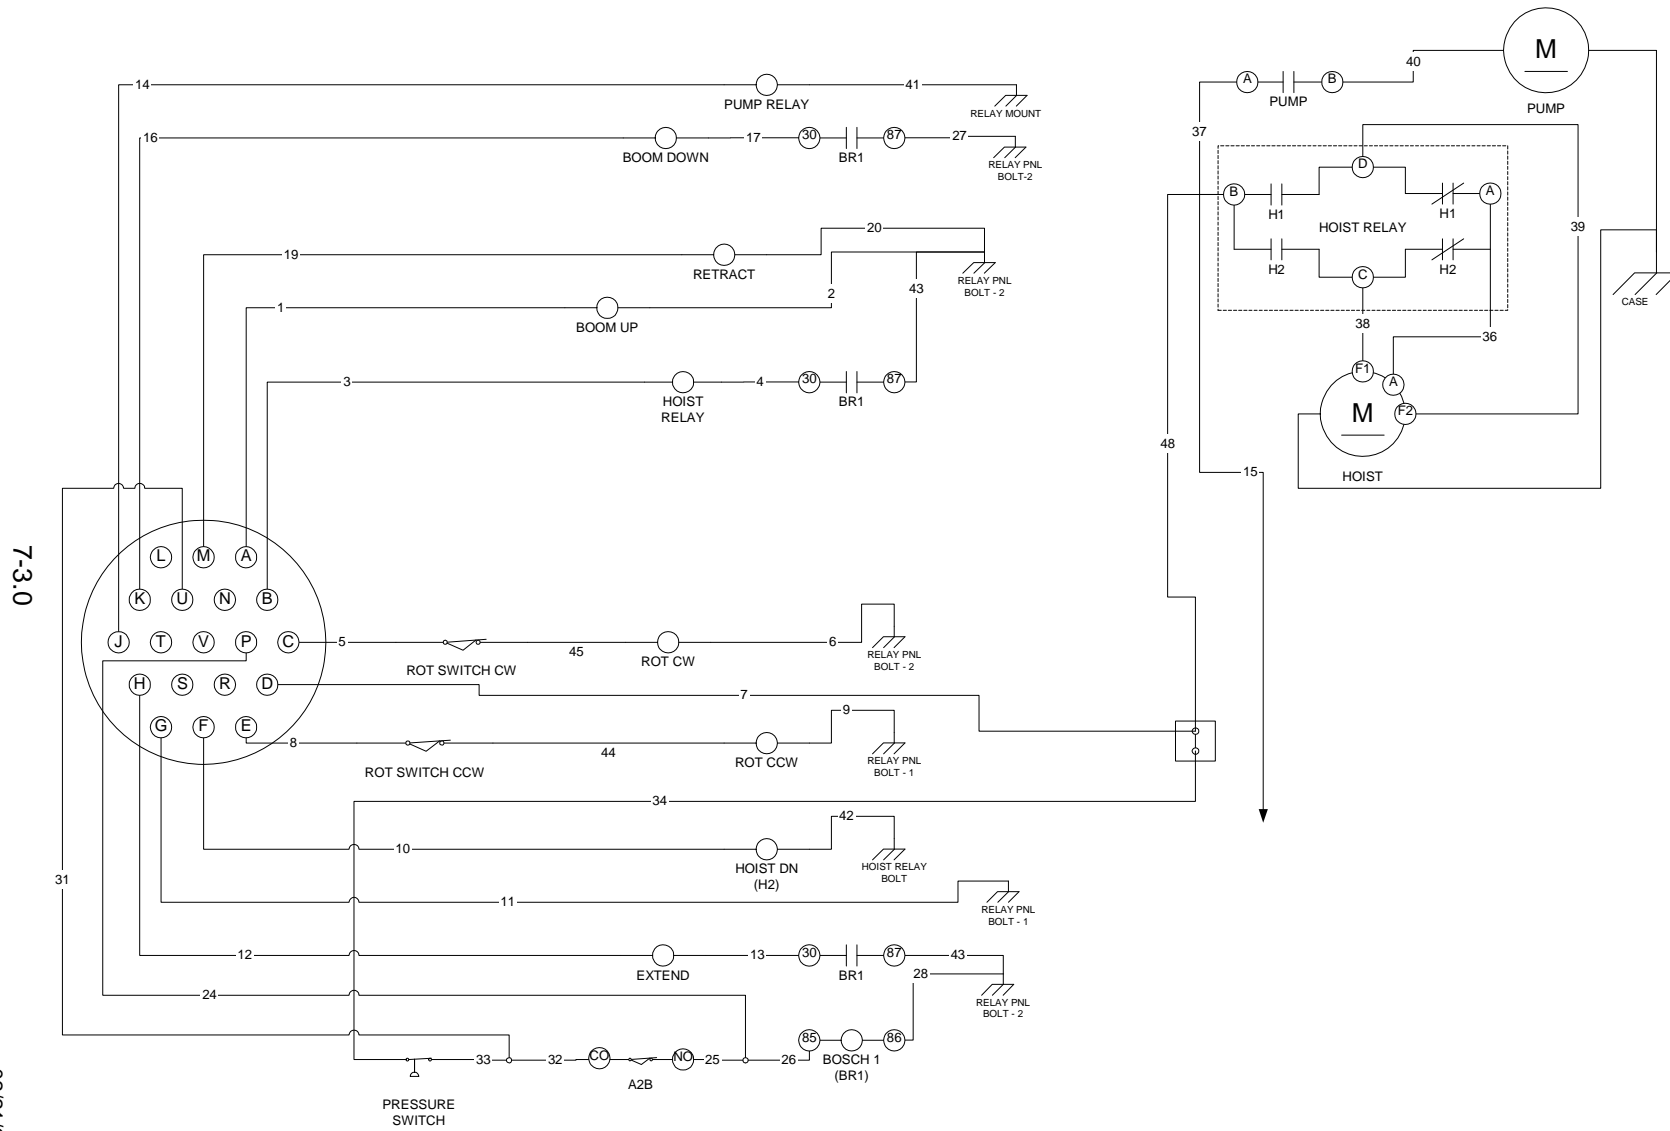 M
PUMP
40
A
B
PUMP
14
PUMP RELAY
41
RELAY MOUNT
37
16
BOOM DOWN
17
30
BR1
87
27
RELAY PNL
BOLT-2
D
B
H1
H1
A
HOIST RELAY
H2
H2
C
39
CASE
19
RETRACT
20
1
BOOM UP
2
43
RELAY PNL
BOLT - 2
38
36
3
HOIST
RELAY
4
30
BR1
87
F1
A
F2
M
HOIST
48
15
7-3.0
L
M
A
K
U
N
B
J
T
V
P
C
H
S
R
D
G
F
E
5
ROT SWITCH CW
45
ROT CW
6
RELAY PNL
BOLT - 2
7
8
ROT SWITCH CCW
44
ROT CCW
9
RELAY PNL
BOLT - 1
34
10
HOIST DN
(H2)
42
HOIST RELAY
BOLT
31
11
RELAY PNL
BOLT - 1
12
EXTEND
13
30
BR1
87
43
28
RELAY PNL
BOLT - 2
24
PRESSURE
SWITCH
33
32
CO
A2B
NO
25
26
85
BOSCH 1
(BR1)
86